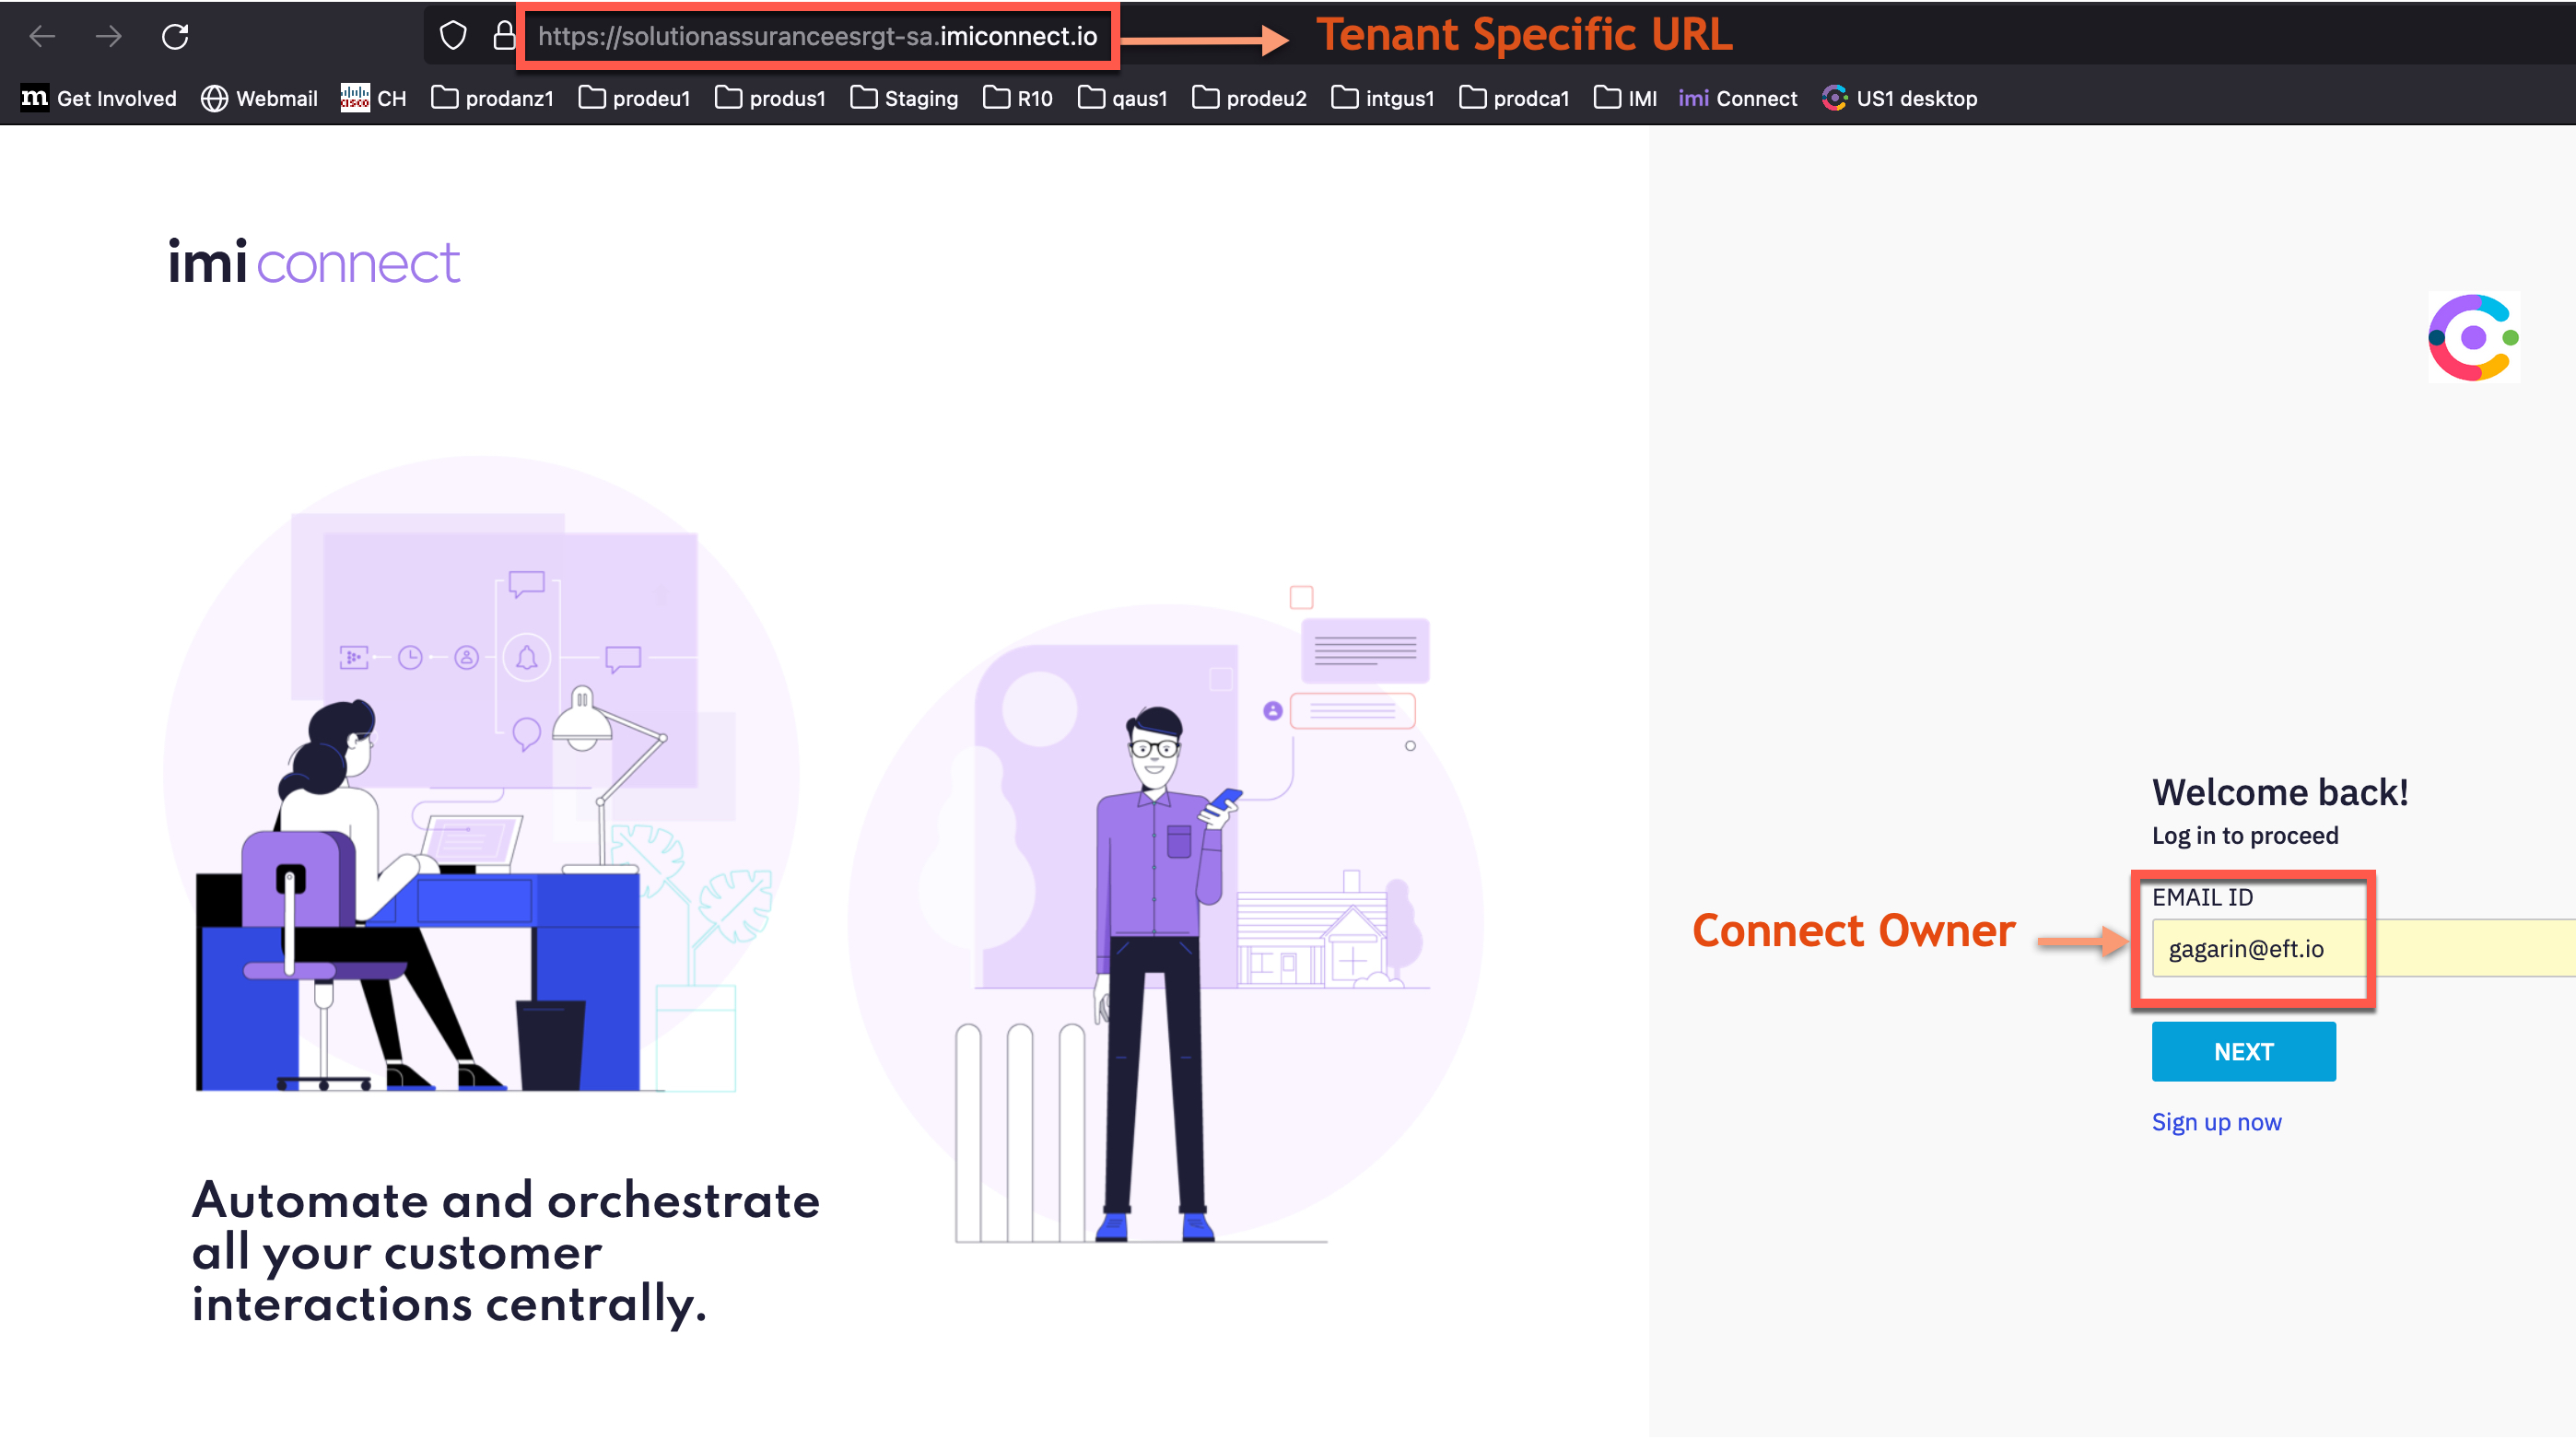 https://solutionassuranceesrgt-sa.imiconnect.io Tenant Specific URL
m Get Involved Webmail CISCO CH prodanz1 prodeu1 produs1 Staging R10 qaus1 prodeu2 intgus1 prodca1 IMI imi Connect US1 desktop
imiconnect
Welcome back!
Log in to proceed
EMAIL ID
Connect Owner
gagarin@eft.io
NEXT
Sign up now
Automate and orchestrate
all your customer
interactions centrally.